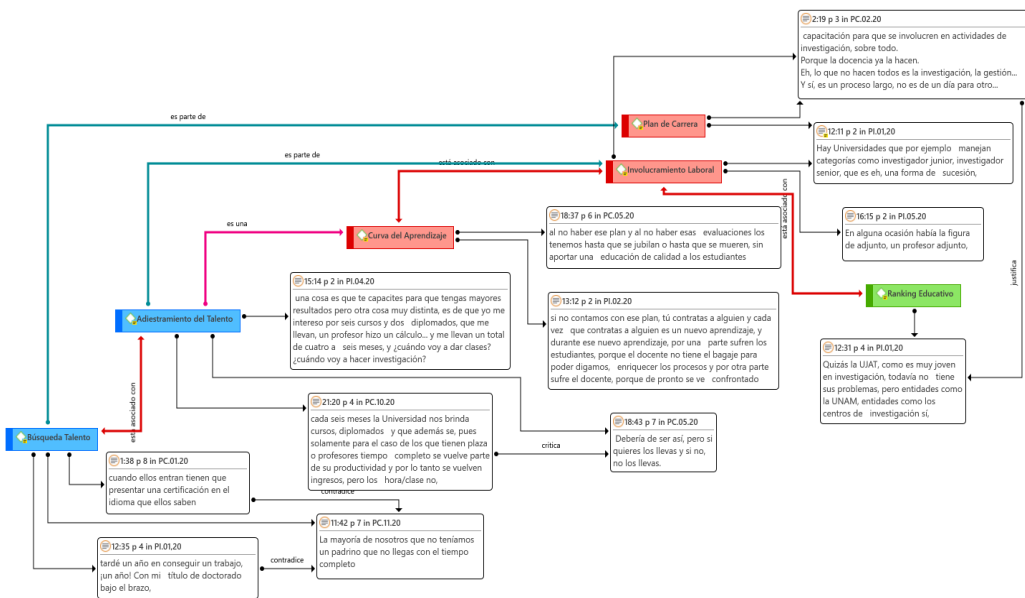 2:19 p 3 in PC.02.20
capacitación para que se involucren en actividades de
investigación, sobre todo.
Porque la docencia ya la hacen.
Eh, lo que no hacen todos es la investigación, la gestión...
Y sí, es un proceso largo, no es de un día para otro...
es parte de
Plan de Carrera
12:11 p 2 in PI.01,20
Hay Universidades que por ejemplo manejan
categorías como investigador junior, investigador
senior, que es eh, una forma de sucesión,
es parte de
está asociado con
Involucramiento Laboral
está asociado con
justifica
18:37 p 6 in PC.05.20
al no haber ese plan y al no haber esas evaluaciones los
tenemos hasta que se jubilan o hasta que se mueren, sin
aportar una educación de calidad a los estudiantes
16:15 p 2 in PI.05.20
En alguna ocasión había la figura
de adjunto, un profesor adjunto,
es una
Curva del Aprendizaje
15:14 p 2 in PI.04.20
una cosa es que te capacites para que tengas mayores
resultados pero otra cosa muy distinta, es de que yo me
intereso por seis cursos y dos diplomados, que me
llevan, un profesor hizo un cálculo... y me llevan un total
de cuatro a seis meses, y ¿cuándo voy a dar clases?
¿cuándo voy a hacer investigación?
Ranking Educativo
13:12 p 2 in PI.02.20
si no contamos con ese plan, tú contratas a alguien y cada
vez que contratas a alguien es un nuevo aprendizaje, y
durante ese nuevo aprendizaje, por una parte sufren los
estudiantes, porque el docente no tiene el bagaje para
poder digamos, enriquecer los procesos y por otra parte
sufre el docente, porque de pronto se ve confrontado
Adiestramiento del Talento
12:31 p 4 in PI.01,20
Quizás la UJAT, como es muy joven
en investigación, todavía no tiene
sus problemas, pero entidades como
la UNAM, entidades como los
centros de investigación sí,
está asociado con
21:20 p 4 in PC.10.20
cada seis meses la Universidad nos brinda
cursos, diplomados y que además se, pues
solamente para el caso de los que tienen plaza
o profesores tiempo completo se vuelve parte
de su productividad y por lo tanto se vuelven
ingresos, pero los hora/clase no,
critica
18:43 p 7 in PC.05.20
Debería de ser así, pero si
quieres los llevas y si no,
no los llevas.
Búsqueda Talento
1:38 p 8 in PC.01.20
cuando ellos entran tienen que
presentar una certificación en el
idioma que ellos saben
contradice
11:42 p 7 in PC.11.20
La mayoría de nosotros que no teníamos
un padrino que no llegas con el tiempo
completo
12:35 p 4 in PI.01,20
tardé un año en conseguir un trabajo,
¡un año! Con mi título de doctorado
bajo el brazo,
contradice